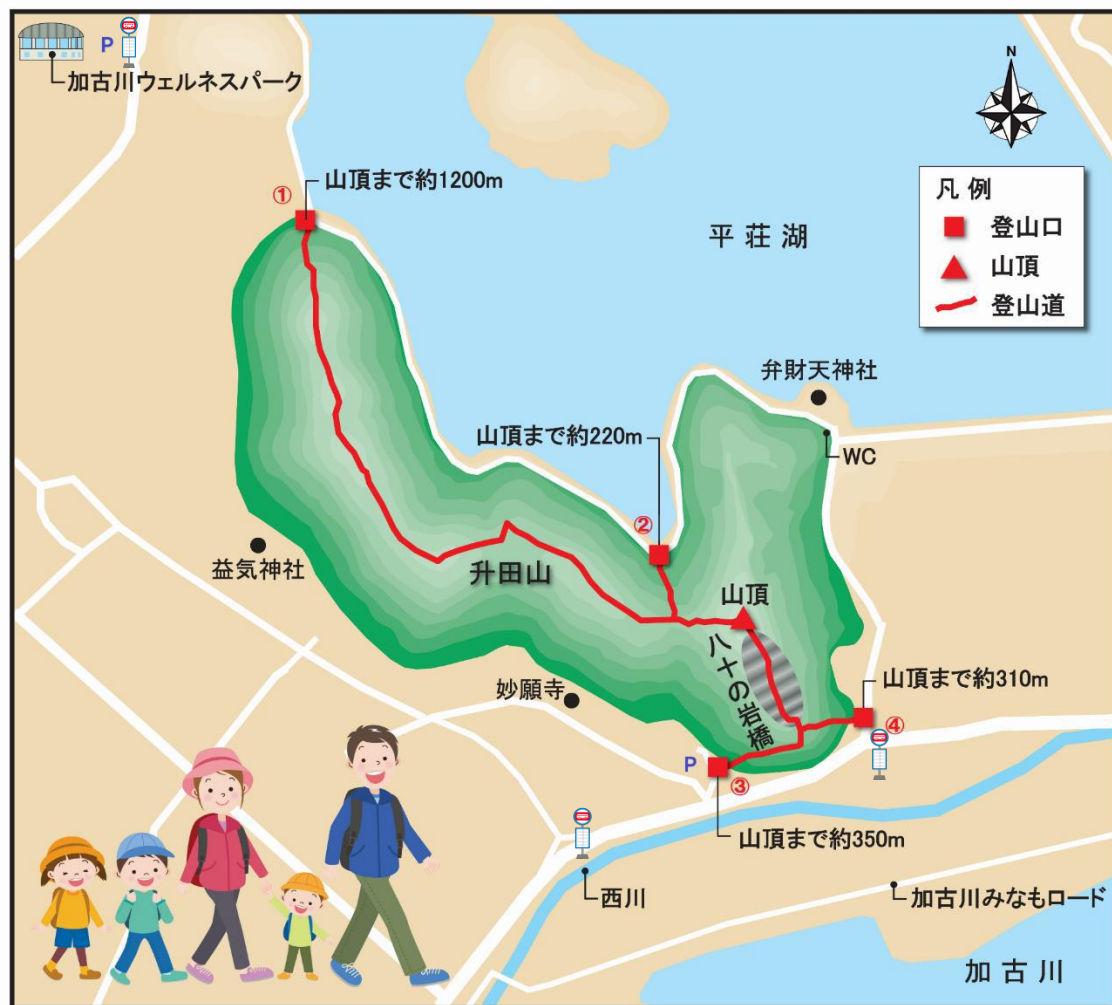 P
加古川ウェルネスパーク
N
①
山頂まで約1200m
凡例
登山口
山頂
登山道
平荘湖
弁財天神社
WC
山頂まで約220m
②
益気神社
升田山
山頂
八十の岩橋
妙願寺
山頂まで約310m
④
P
③
山頂まで約350m
西川
加古川みなもロード
加古川